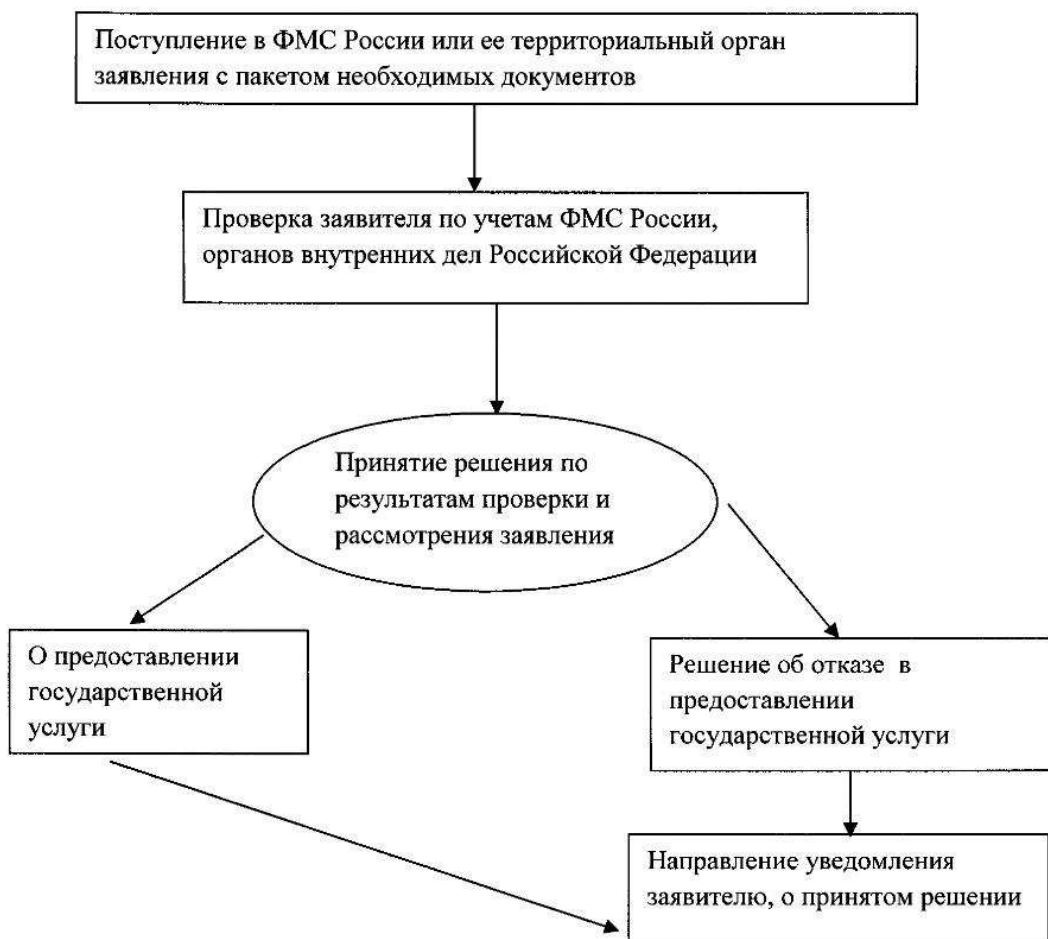 Поступление в ФМС России или ее территориальный орган
заявления с пакетом необходимых документов
Проверка заявителя по учетам ФМС России,
органов внутренних дел Российской Федерации
Принятие решения по
результатам проверки и
рассмотрения заявления
О предоставлении
государственной
услуги
Решение об отказе в
предоставлении
государственной услуги
Направление уведомления
заявителю, о принятом решении